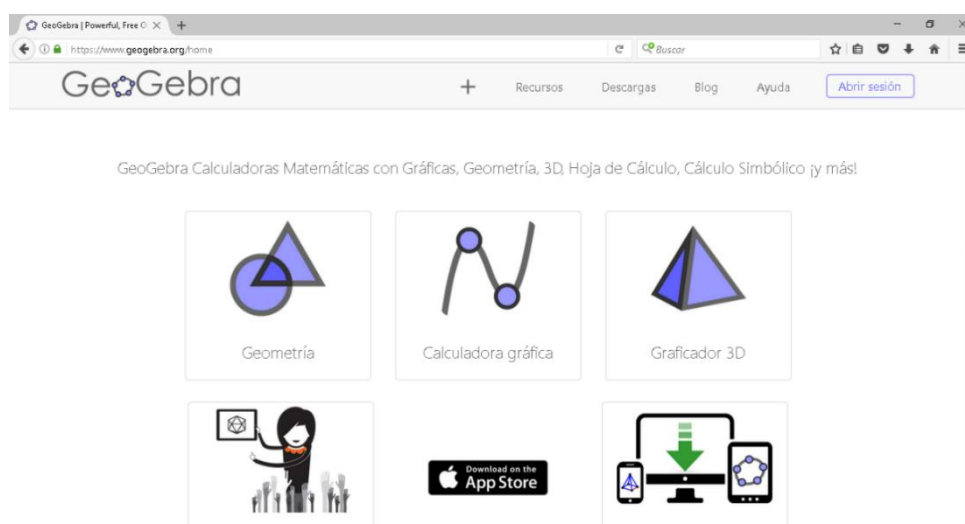 GeoGebra | Powerful, Free G
https://www.geogebra.org/home
Buscar
GeoGebra
+ Recursos Descargas Blog Ayuda Abrir sesión
GeoGebra Calculadoras Matemáticas con Gráficas, Geometría, 3D, Hoja de Cálculo, Cálculo Simbólico ¡y más!
Geometría Calculadora gráfica Graficador 3D
Download on the
App Store